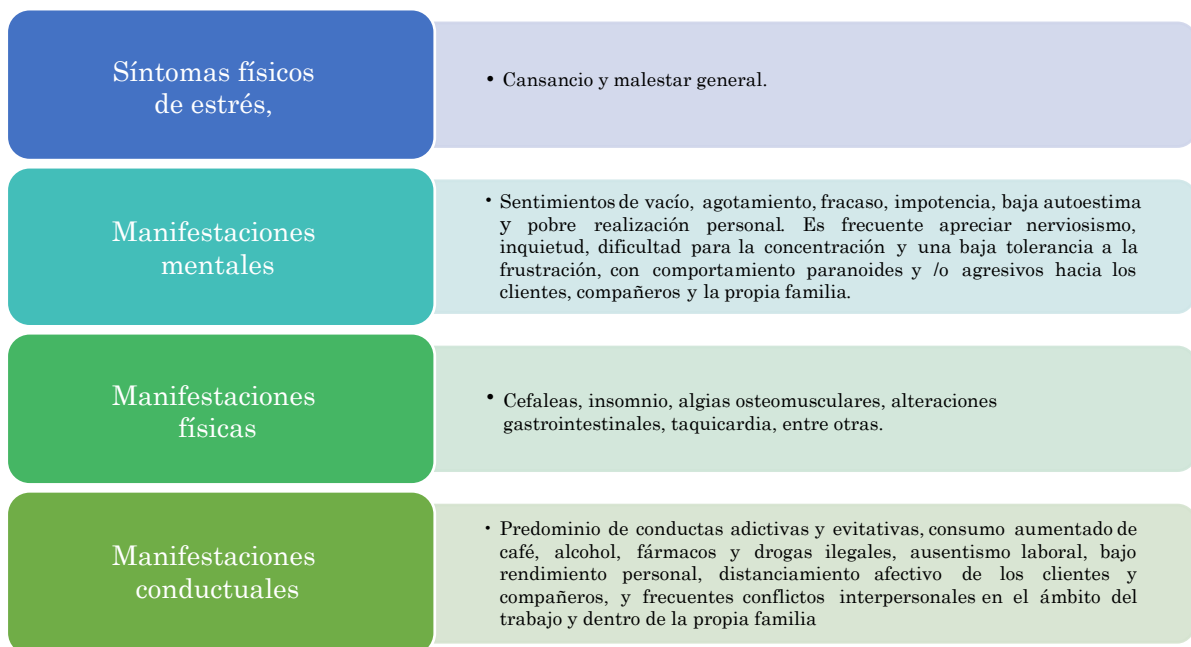 Síntomas físicos
de estrés,
• Cansancio y malestar general.
Manifestaciones
mentales
• Sentimientos de vacío, agotamiento, fracaso, impotencia, baja autoestima
y pobre realización personal. Es frecuente apreciar nerviosismo,
inquietud, dificultad para la concentración y una baja tolerancia a la
frustración, con comportamiento paranoides y /o agresivos hacia los
clientes, compañeros y la propia familia.
Manifestaciones
físicas
• Cefaleas, insomnio, algias osteomusculares, alteraciones
gastrointestinales, taquicardia, entre otras.
Manifestaciones
conductuales
• Predominio de conductas adictivas y evitativas, consumo aumentado de
café, alcohol, fármacos y drogas ilegales, ausentismo laboral, bajo
rendimiento personal, distanciamiento afectivo de los clientes y
compañeros, y frecuentes conflictos interpersonales en el ámbito del
trabajo y dentro de la propia familia